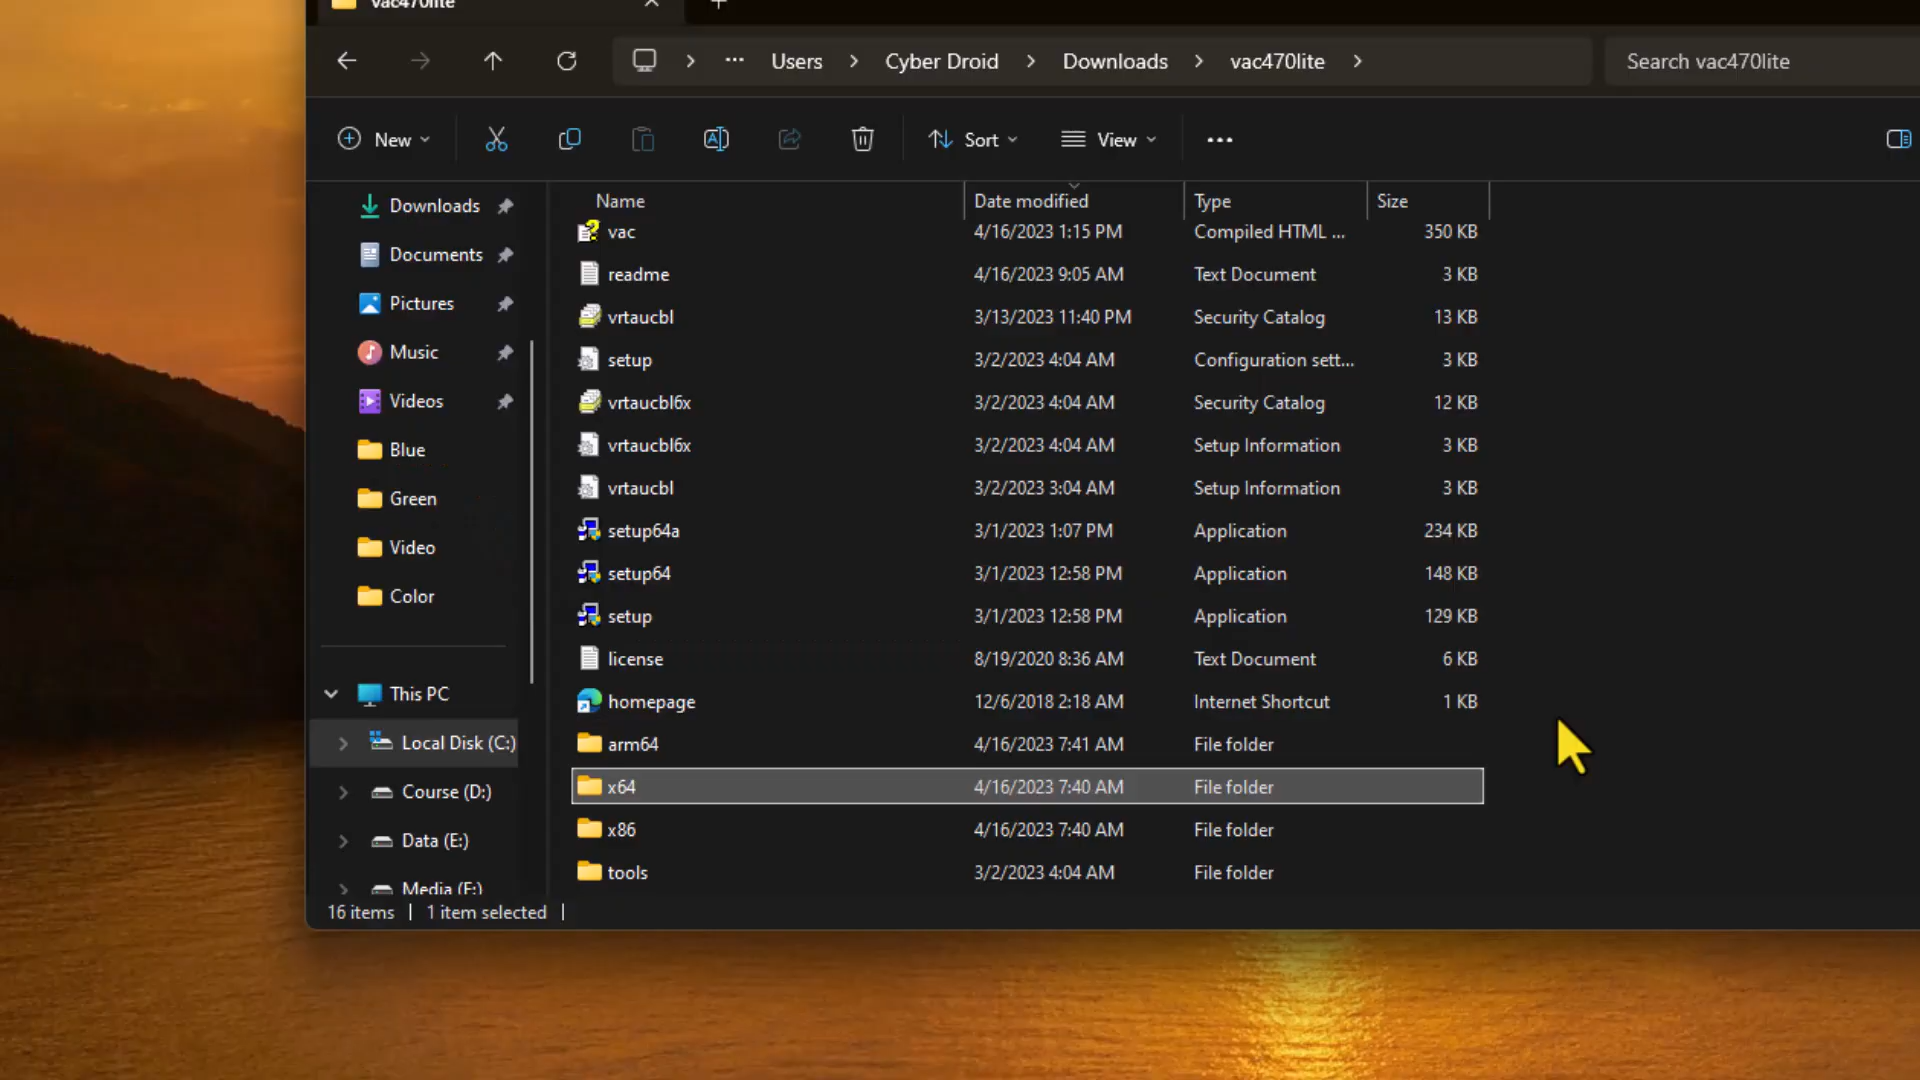 vac470lite
Users Cyber Droid Downloads vac470lite Search vac470lite
New Sort View
Name Date modified Type Size
Downloads
Documents
Pictures
Music
Videos
Blue
Green
Video
Color
This PC
Local Disk (C:)
Course (D:)
Data (E:)
Media (F:)
vac 4/16/2023 1:15 PM Compiled HTML ... 350 KB
readme 4/16/2023 9:05 AM Text Document 3 KB
vrtaucbl 3/13/2023 11:40 PM Security Catalog 13 KB
setup 3/2/2023 4:04 AM Configuration sett... 3 KB
vrtaucbl6x 3/2/2023 4:04 AM Security Catalog 12 KB
vrtaucbl6x 3/2/2023 4:04 AM Setup Information 3 KB
vrtaucbl 3/2/2023 3:04 AM Setup Information 3 KB
setup64a 3/1/2023 1:07 PM Application 234 KB
setup64 3/1/2023 12:58 PM Application 148 KB
setup 3/1/2023 12:58 PM Application 129 KB
license 8/19/2020 8:36 AM Text Document 6 KB
homepage 12/6/2018 2:18 AM Internet Shortcut 1 KB
arm64 4/16/2023 7:41 AM File folder
x64 4/16/2023 7:40 AM File folder
x86 4/16/2023 7:40 AM File folder
tools 3/2/2023 4:04 AM File folder
16 items | 1 item selected |